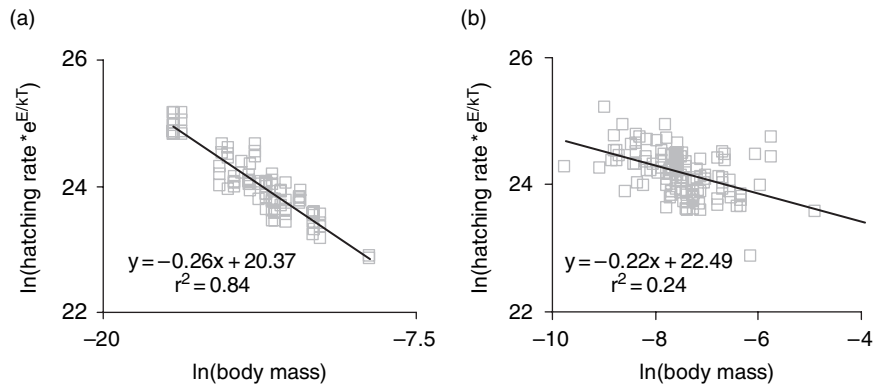 (a)
26
24
22
ln(hatching rate *e^E/kT)
y = −0.26x + 20.37
r² = 0.84
−20
−7.5
ln(body mass)
(b)
26
24
22
ln(hatching rate *e^E/kT)
y = −0.22x + 22.49
r² = 0.24
−10
−8
−6
−4
ln(body mass)